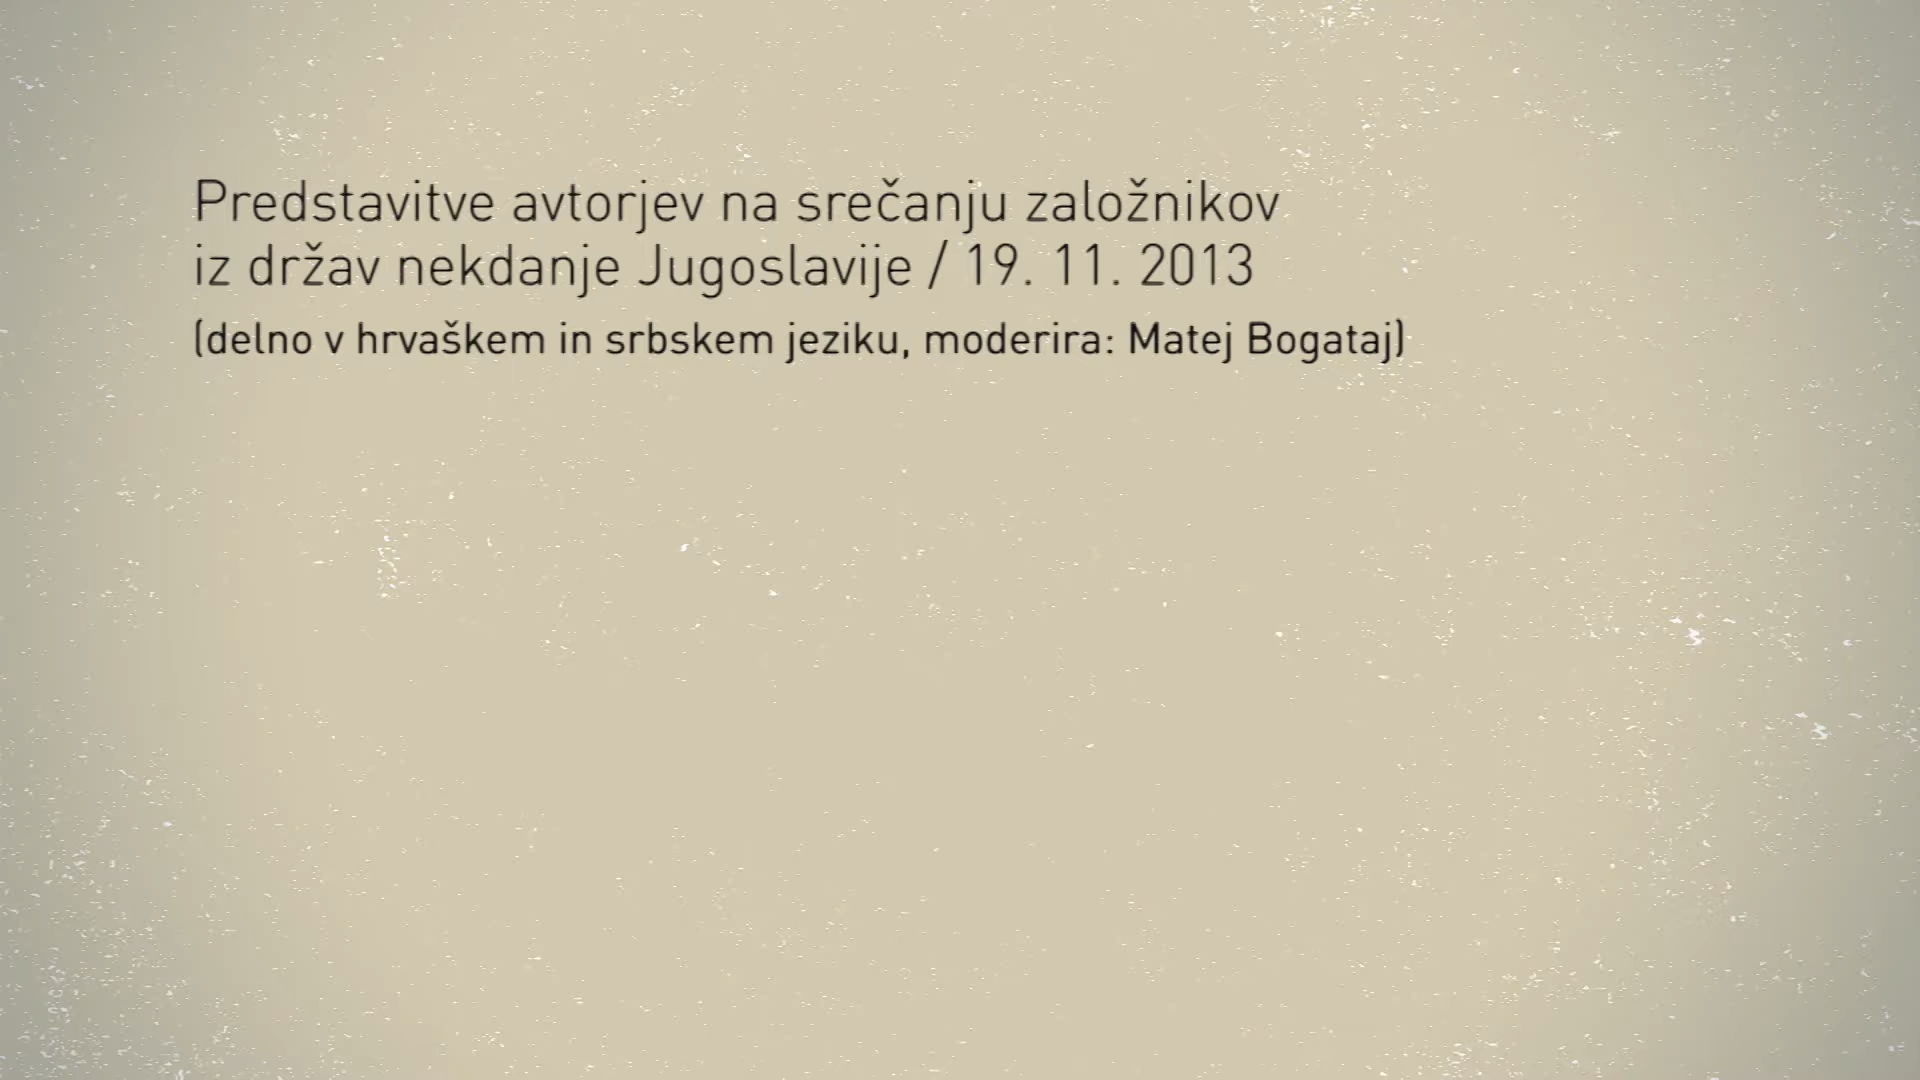 Predstavitve avtorjev na srečanju založnikov
iz držav nekdanje Jugoslavije / 19. 11. 2013
(delno v hrvaškem in srbskem jeziku, moderira: Matej Bogataj)